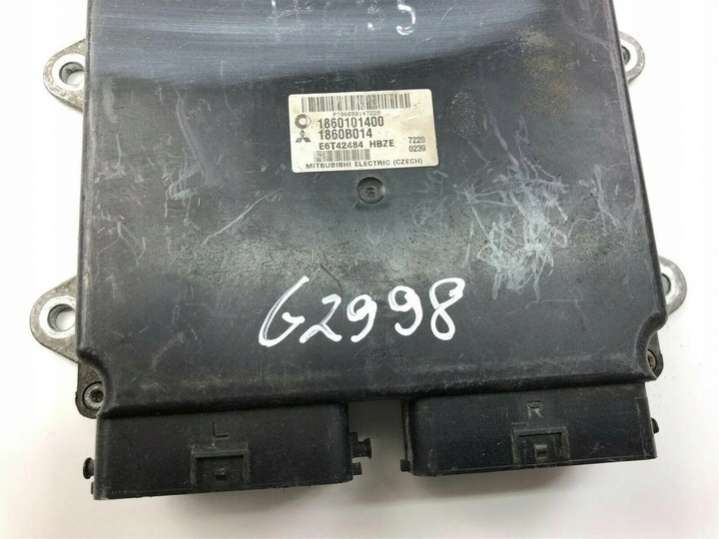 1860101400
1860B014
E6T42484 HBZE 7220
0239
MITSUBISHI ELECTRIC (CZECH)
G2998
L
R